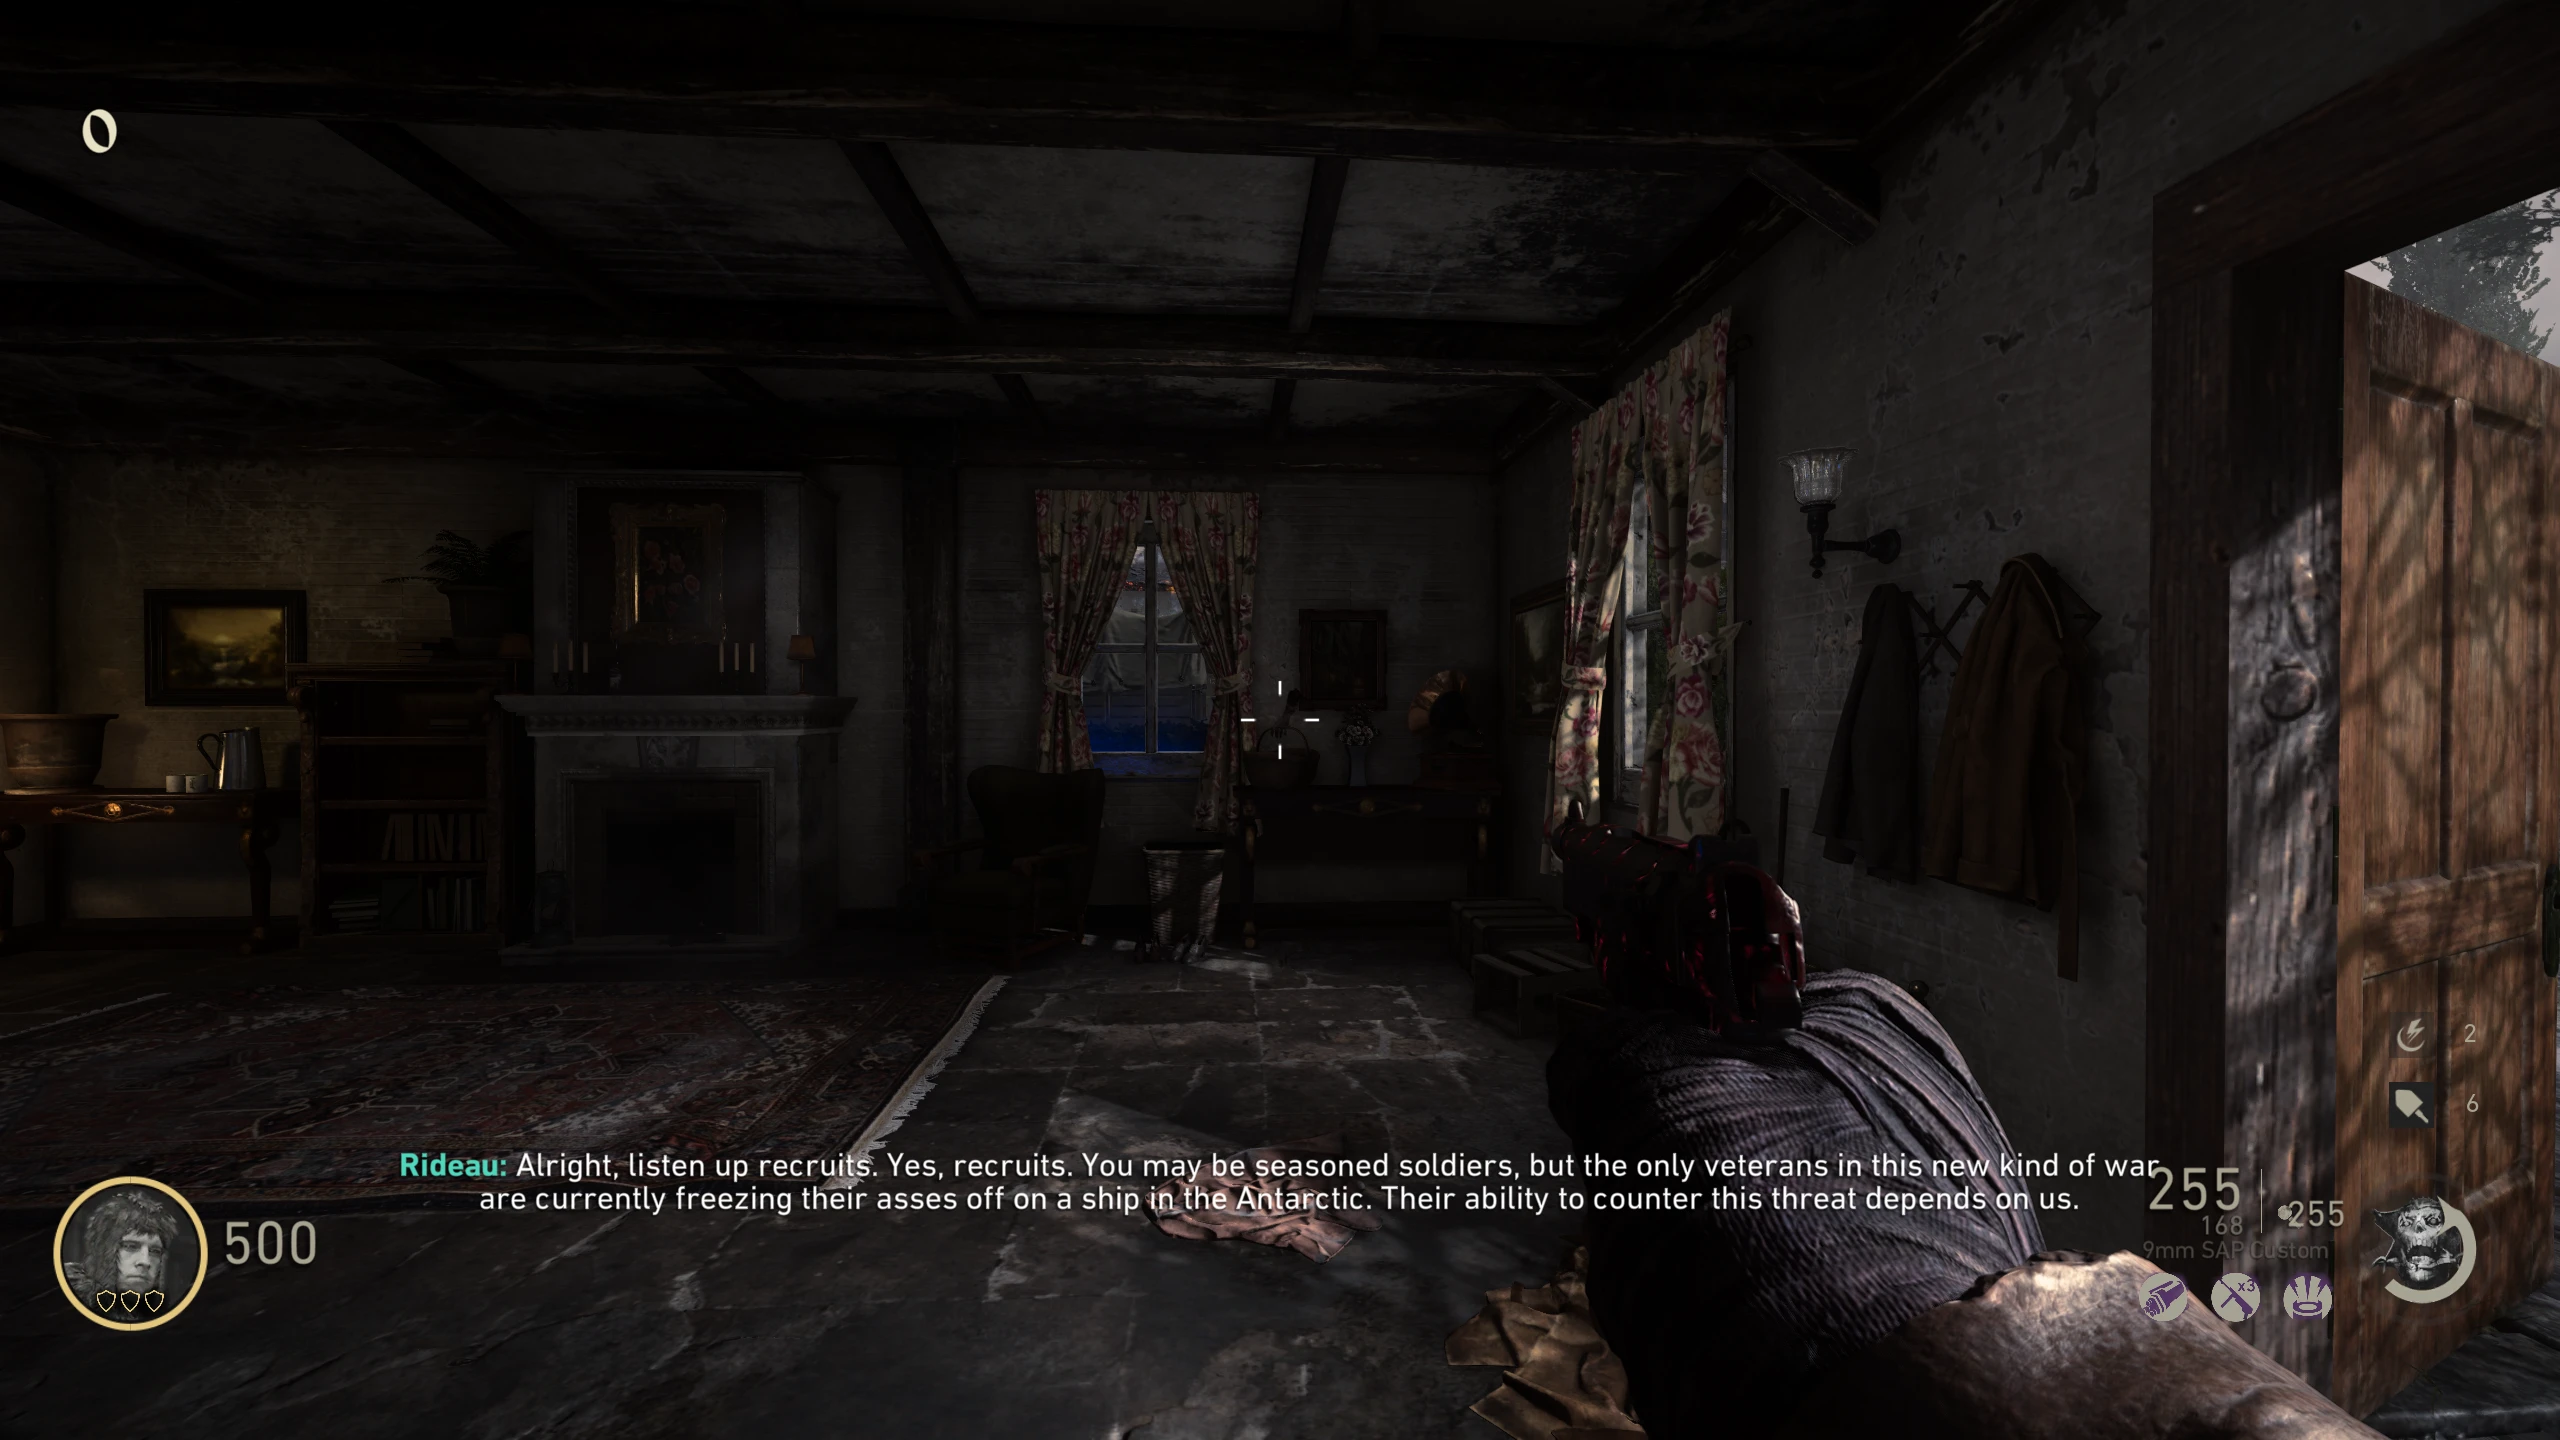 0
2
6
Rideau: Alright, listen up recruits. Yes, recruits. You may be seasoned soldiers, but the only veterans in this new kind of war
are currently freezing their asses off on a ship in the Antarctic. Their ability to counter this threat depends on us.
500
255
168
255
9mm SAP Custom
x3